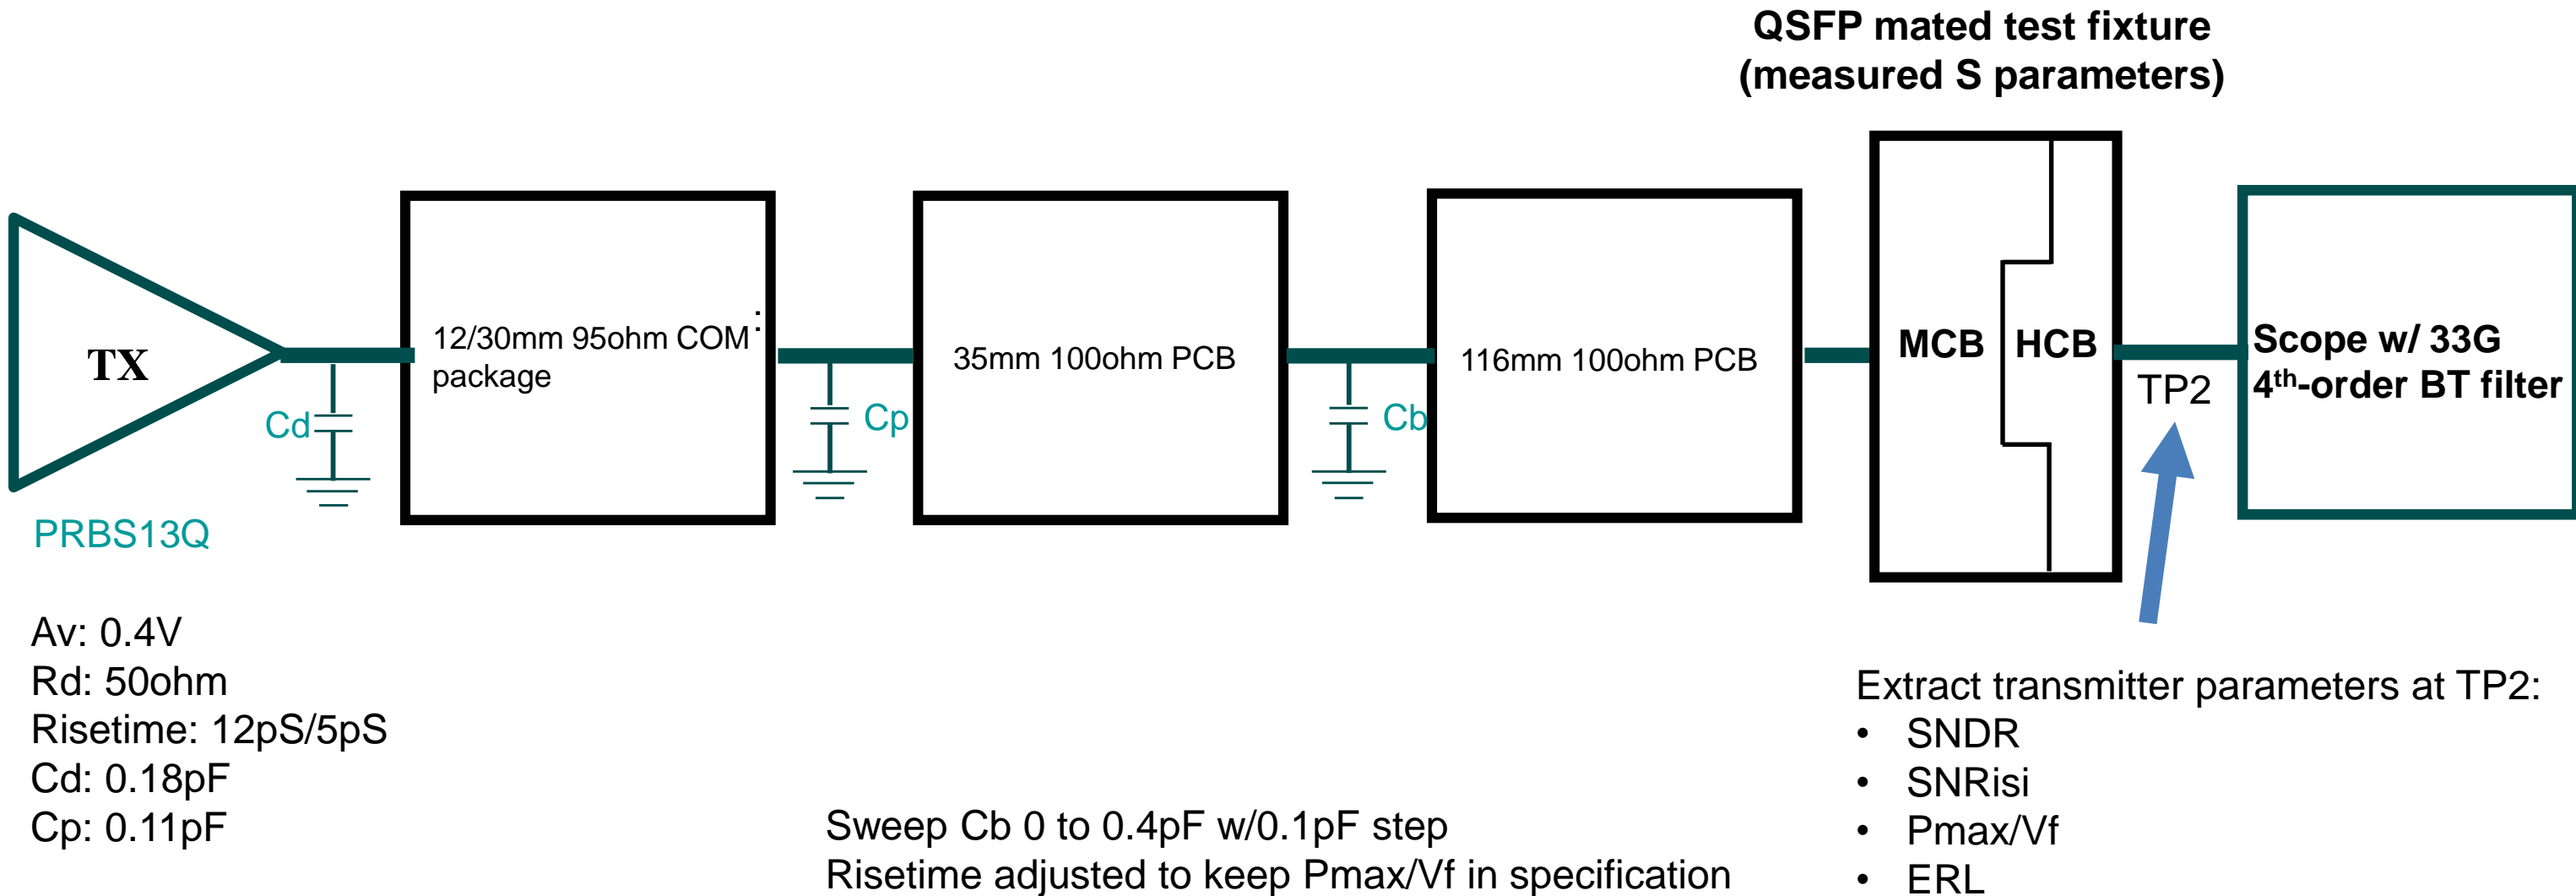 QSFP mated test fixture
(measured S parameters)
TX
Cd
12/30mm 95ohm COM
package
:
Cp
35mm 100ohm PCB
Cb
116mm 100ohm PCB
MCB
HCB
TP2
Scope w/ 33G
4th-order BT filter
PRBS13Q
Av: 0.4V
Rd: 50ohm
Risetime: 12pS/5pS
Cd: 0.18pF
Cp: 0.11pF
Sweep Cb 0 to 0.4pF w/0.1pF step
Risetime adjusted to keep Pmax/Vf in specification
Extract transmitter parameters at TP2:
• SNDR
• SNRisi
• Pmax/Vf
• ERL